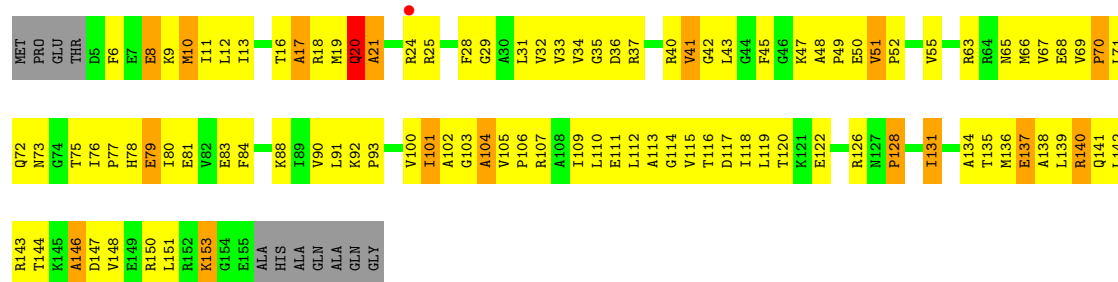 MET PRO GLU THR D5 F6 E7 E8 K9 M10 I11 L12 I13 T16 A17 R18 M19 Q20 A21 R24 R25 F28 G29 A30 L31 V32 V33 V34 G35 D36 R37 R40 V41 G42 L43 G44 F45 G46 K47 A48 P49 E50 V51 P52 V55 R63 R64 N65 M66 V67 E68 V69 P70
Q72 N73 G74 T75 I76 P77 H78 E79 I80 E81 V82 E83 F84 K88 I89 V90 L91 K92 P93 V100 I101 A102 G103 A104 V105 P106 R107 A108 I109 L110 E111 L112 A113 G114 V115 T116 D117 I118 L119 T120 K121 E122 R126 N127 P128 I131 A134 T135 M136 E137 A138 L139 R140 Q141
R143 T144 K145 A146 D147 V148 E149 R150 L151 R152 K153 G154 E155 ALA HIS ALA GLN ALA GLN GLY